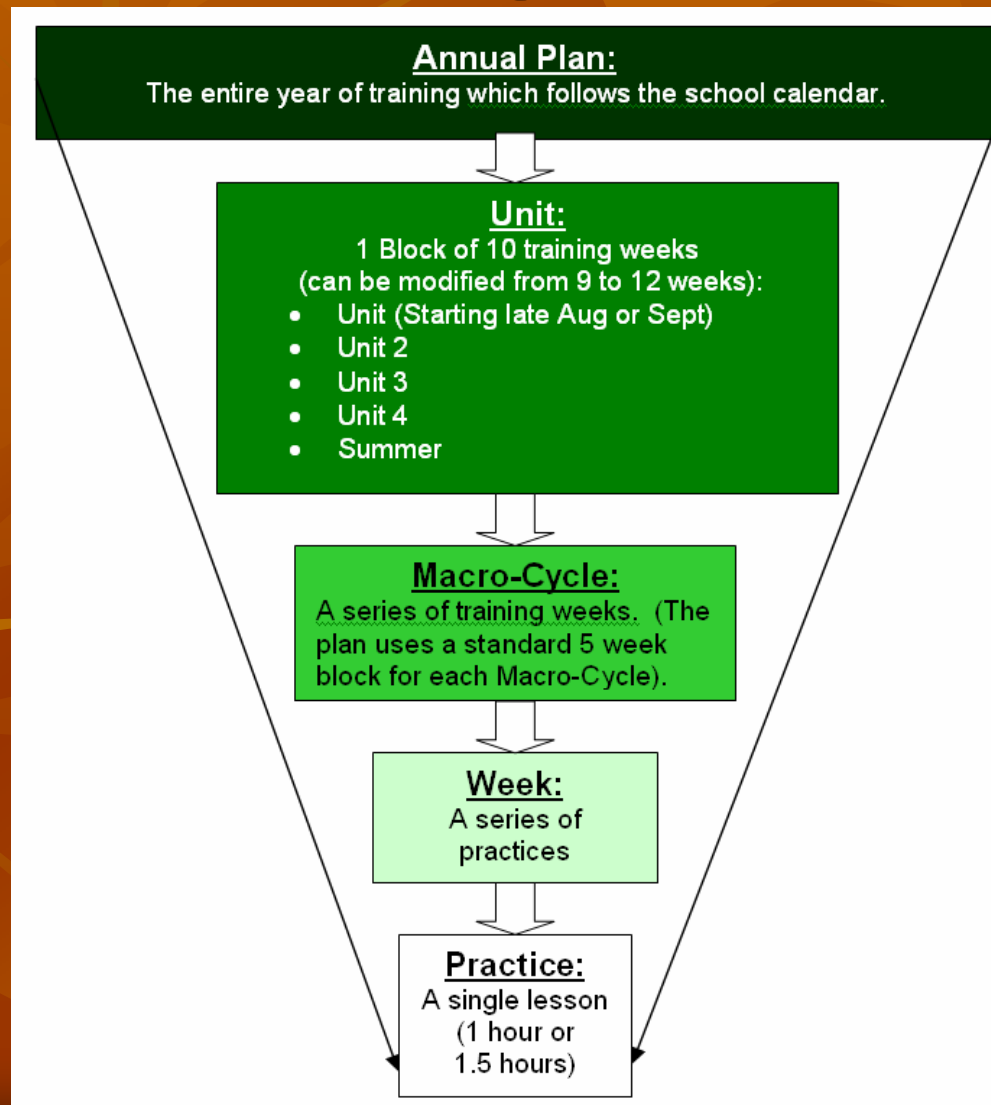 Annual Plan:
The entire year of training which follows the school calendar.
Unit:
1 Block of 10 training weeks
(can be modified from 9 to 12 weeks):
• Unit (Starting late Aug or Sept)
• Unit 2
• Unit 3
• Unit 4
• Summer
Macro-Cycle:
A series of training weeks. (The
plan uses a standard 5 week
block for each Macro-Cycle).
Week:
A series of
practices
Practice:
A single lesson
(1 hour or
1.5 hours)